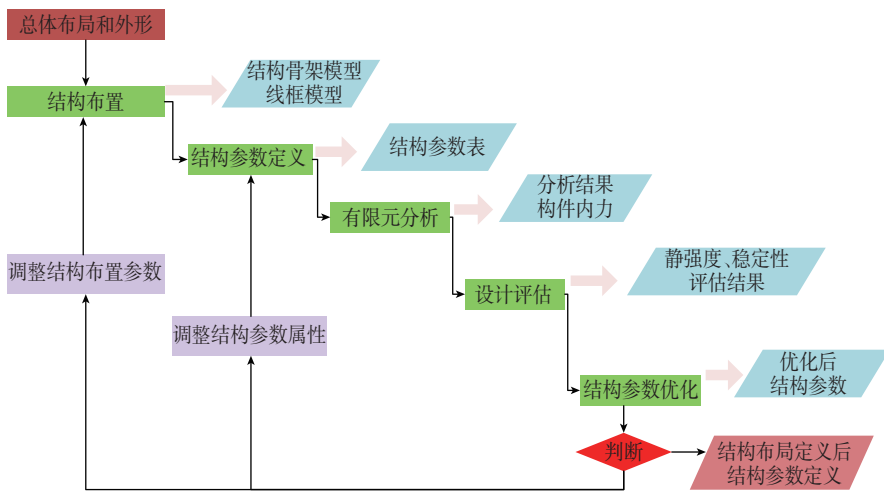 总体布局和外形
结构布置
结构骨架模型
线框模型
结构参数定义
结构参数表
有限元分析
分析结果
构件内力
调整结构布置参数
设计评估
静强度、稳定性
评估结果
调整结构参数属性
结构参数优化
优化后
结构参数
判断
结构布局定义后
结构参数定义